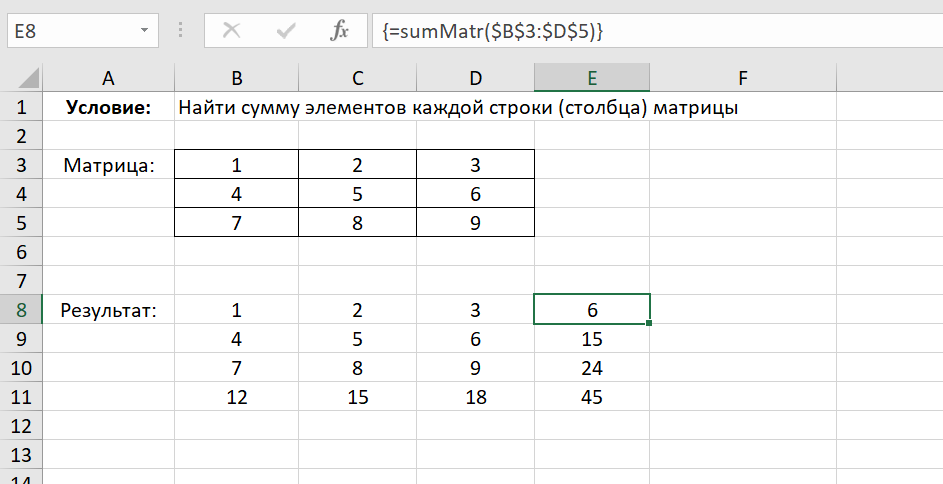 E8 fx {=sumMatr($B$3:$D$5)}
A B C D E F
1 Условие: Найти сумму элементов каждой строки (столбца) матрицы
2
3 Матрица: 1 2 3
4 4 5 6
5 7 8 9
6
7
8 Результат: 1 2 3 6
9 4 5 6 15
10 7 8 9 24
11 12 15 18 45
12
13
14